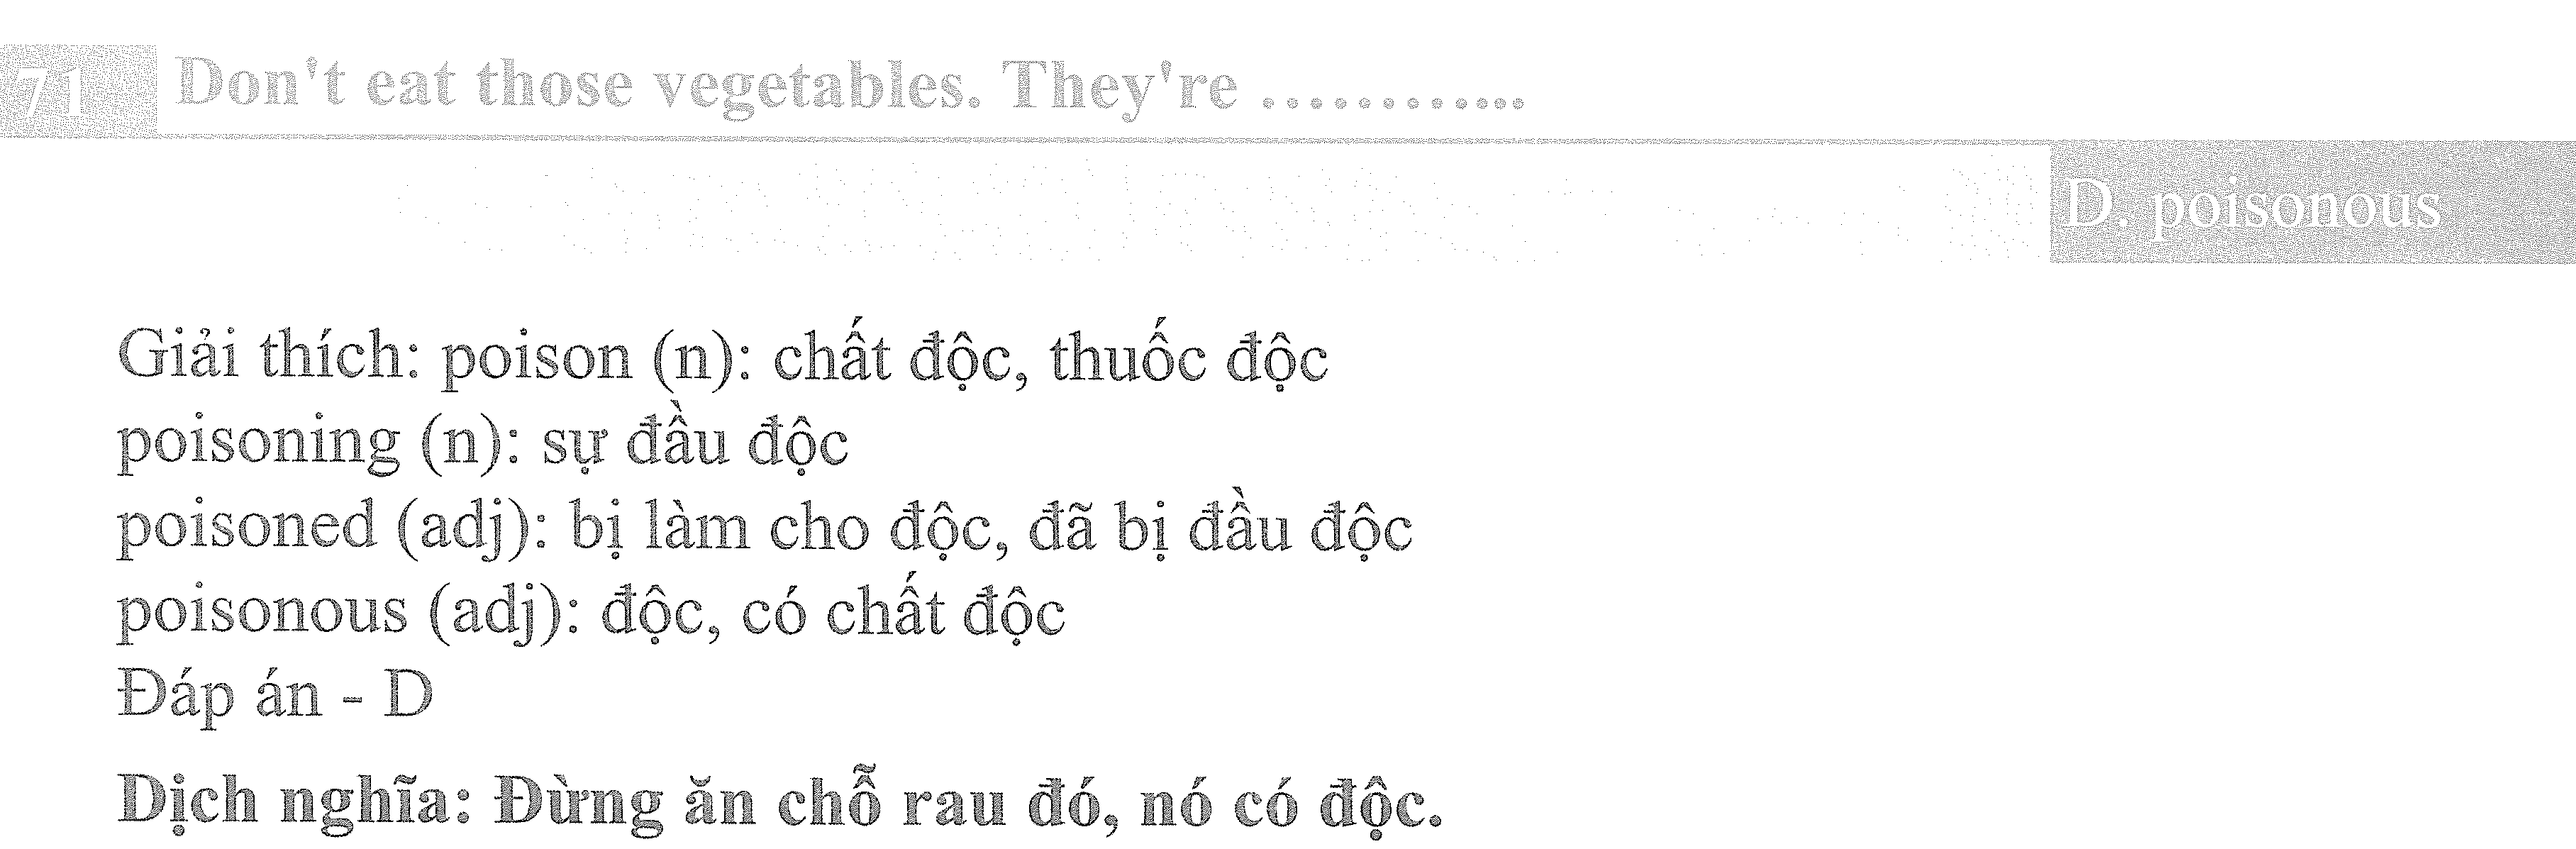 71 Don't eat those vegetables. They're ...........
D. poisonous
Giải thích: poison (n): chất độc, thuốc độc
poisoning (n): sự đầu độc
poisoned (adj): bị làm cho độc, đã bị đầu độc
poisonous (adj): độc, có chất độc
Đáp án - D
Dịch nghĩa: Đừng ăn chỗ rau đó, nó có độc.